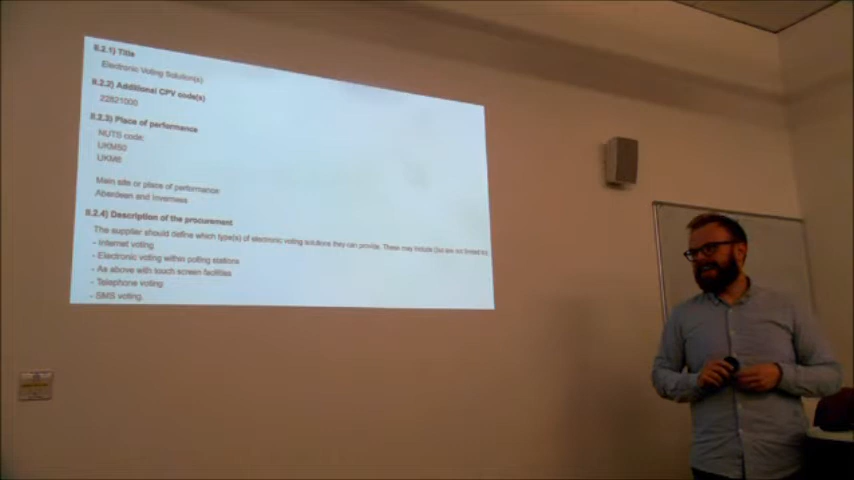 II.2.1) Title
Electronic Voting Solution(s)
II.2.2) Additional CPV code(s)
22821000
II.2.3) Place of performance
NUTS code:
UKM50
UKM6
Main site or place of performance:
Aberdeen and Inverness
II.2.4) Description of the procurement
The supplier should define which type(s) of electronic voting solutions they can provide. These may include (but are not limited to):
- Internet voting
- Electronic voting within polling stations
- As above with touch screen facilities
- Telephone voting
- SMS voting.